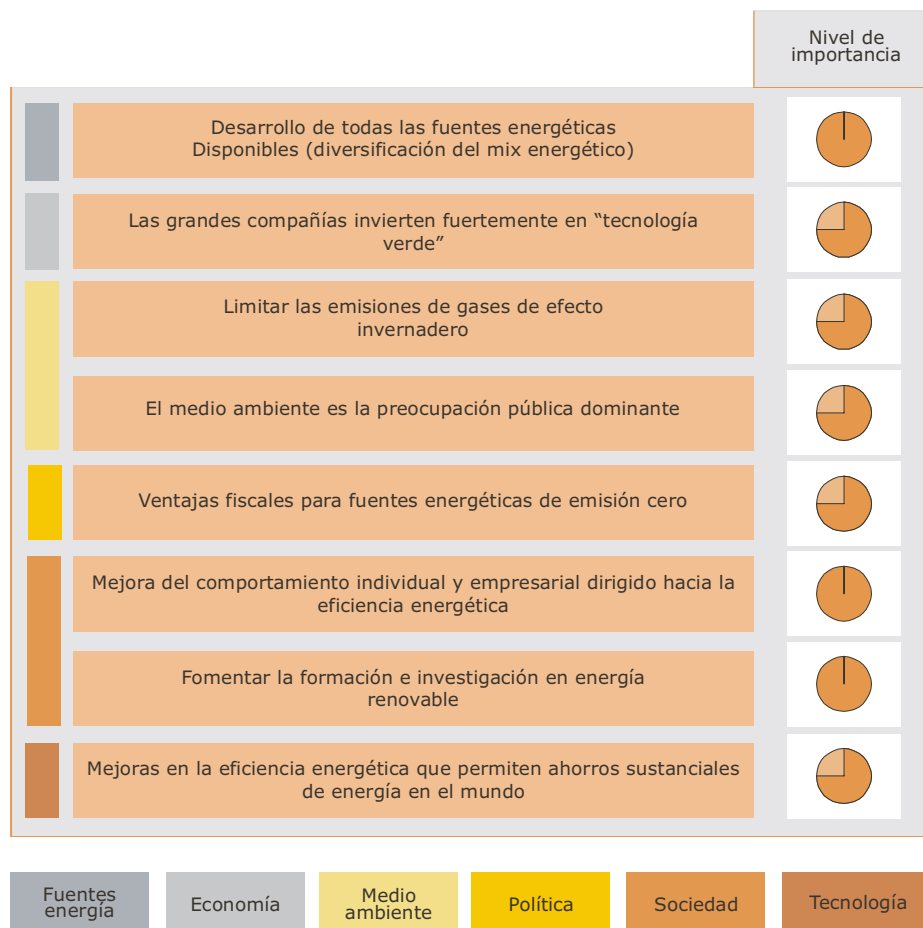 Nivel de
importancia
Desarrollo de todas las fuentes energéticas
Disponibles (diversificación del mix energético)
Las grandes compañías invierten fuertemente en “tecnología
verde”
Limitar las emisiones de gases de efecto
invernadero
El medio ambiente es la preocupación pública dominante
Ventajas fiscales para fuentes energéticas de emisión cero
Mejora del comportamiento individual y empresarial dirigido hacia la
eficiencia energética
Fomentar la formación e investigación en energía
renovable
Mejoras en la eficiencia energética que permiten ahorros sustanciales
de energía en el mundo
Fuentes
energía
Economía
Medio
ambiente
Política
Sociedad
Tecnología